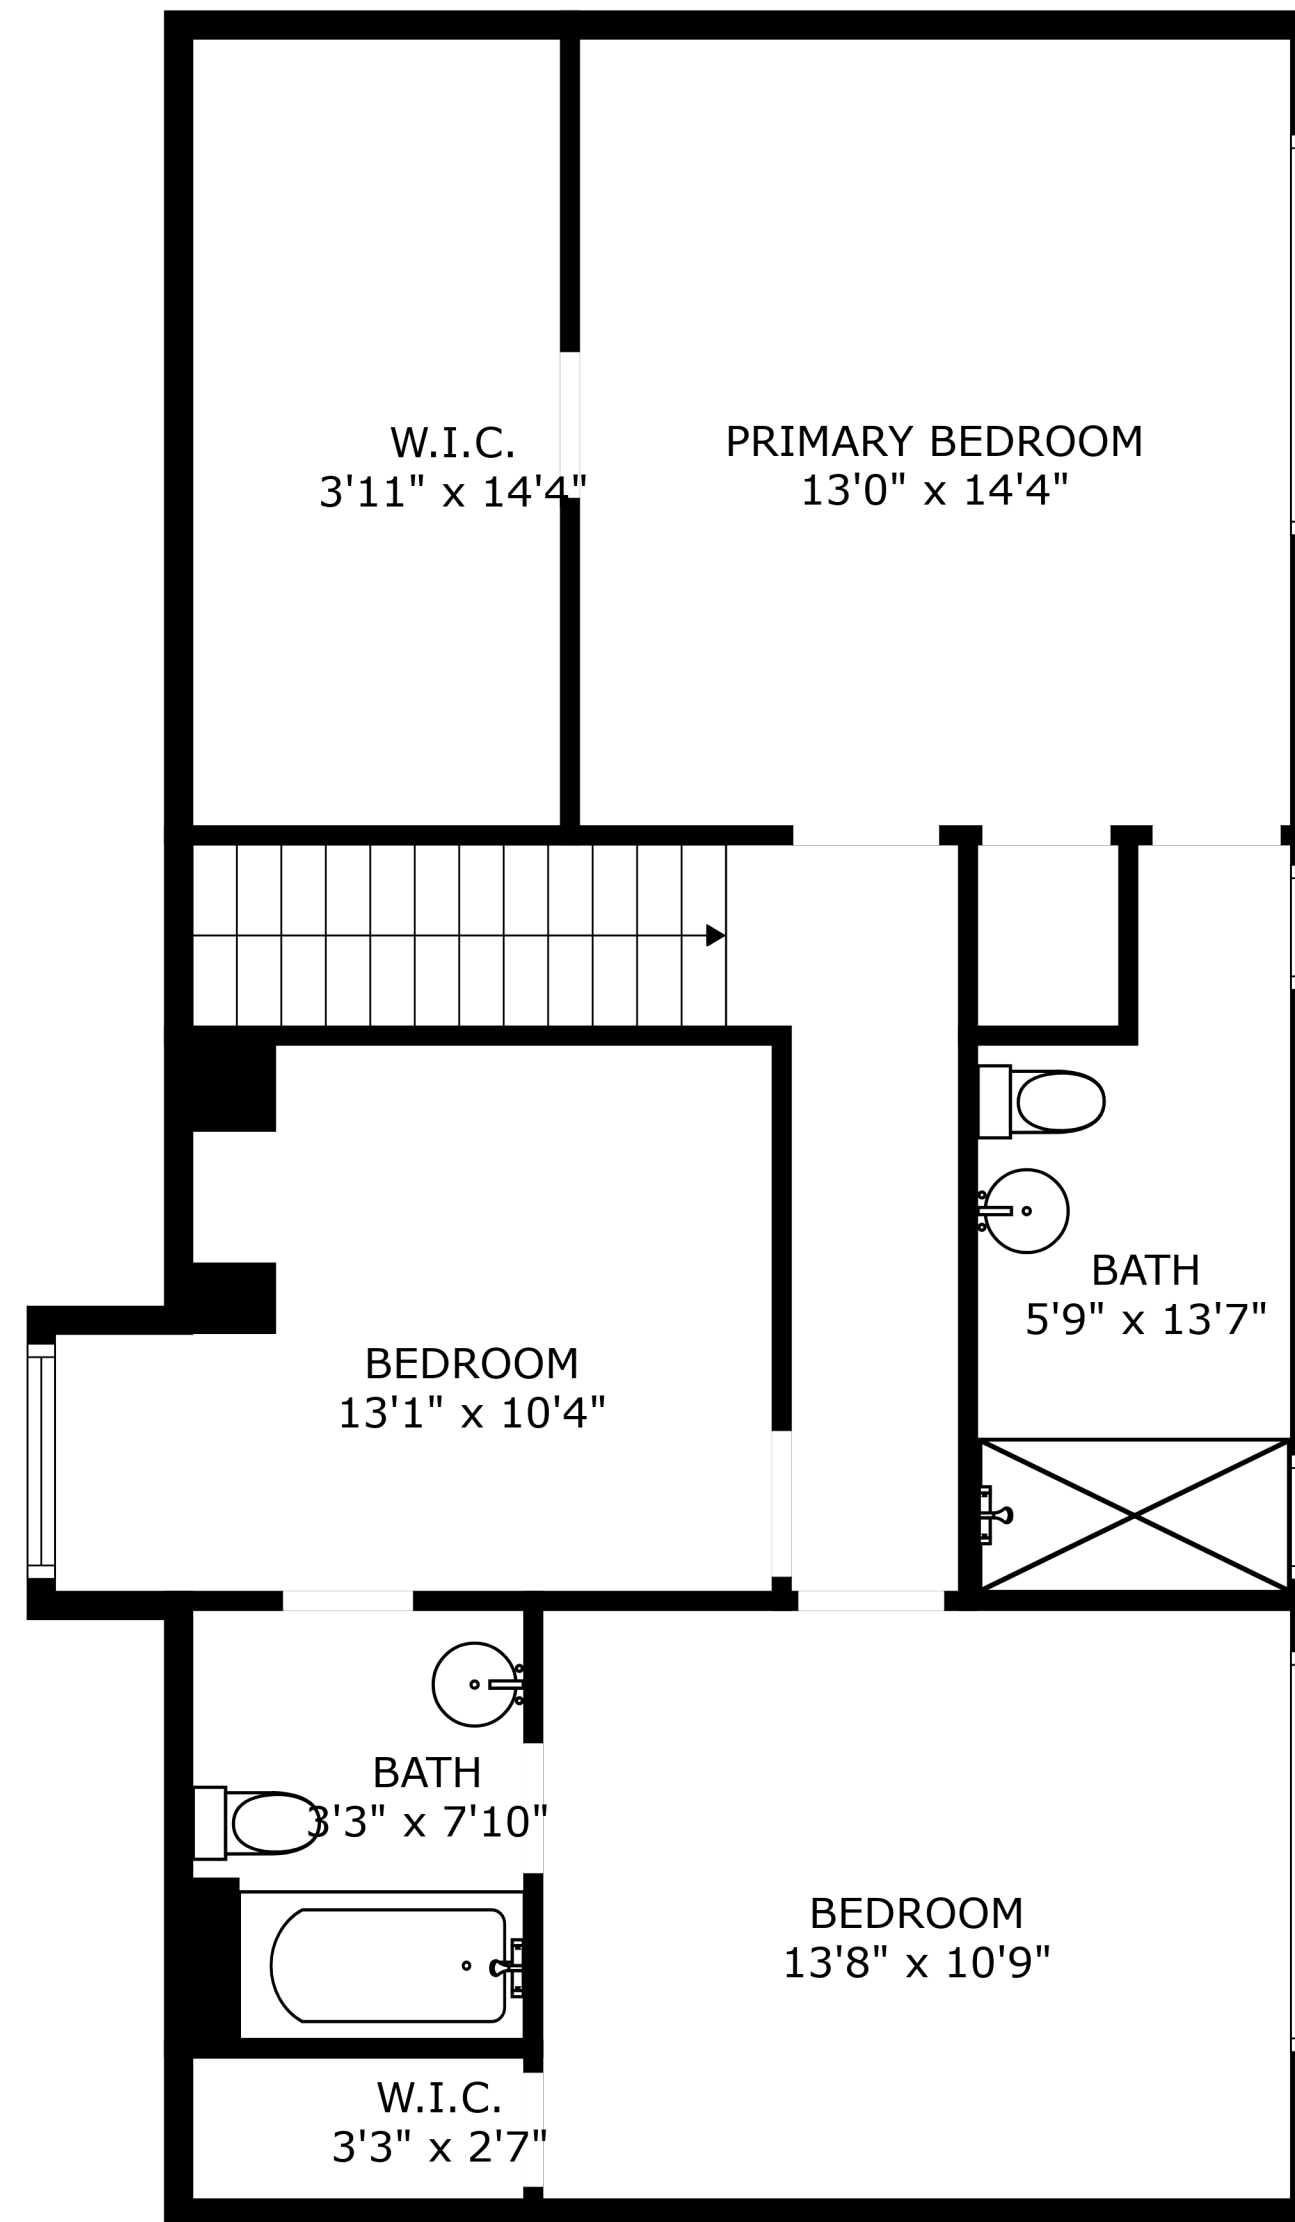 W.I.C.
3'11" x 14'4"
PRIMARY BEDROOM
13'0" x 14'4"
BATH
5'9" x 13'7"
BEDROOM
13'1" x 10'4"
BATH
3'3" x 7'10"
BEDROOM
13'8" x 10'9"
W.I.C.
3'3" x 2'7"